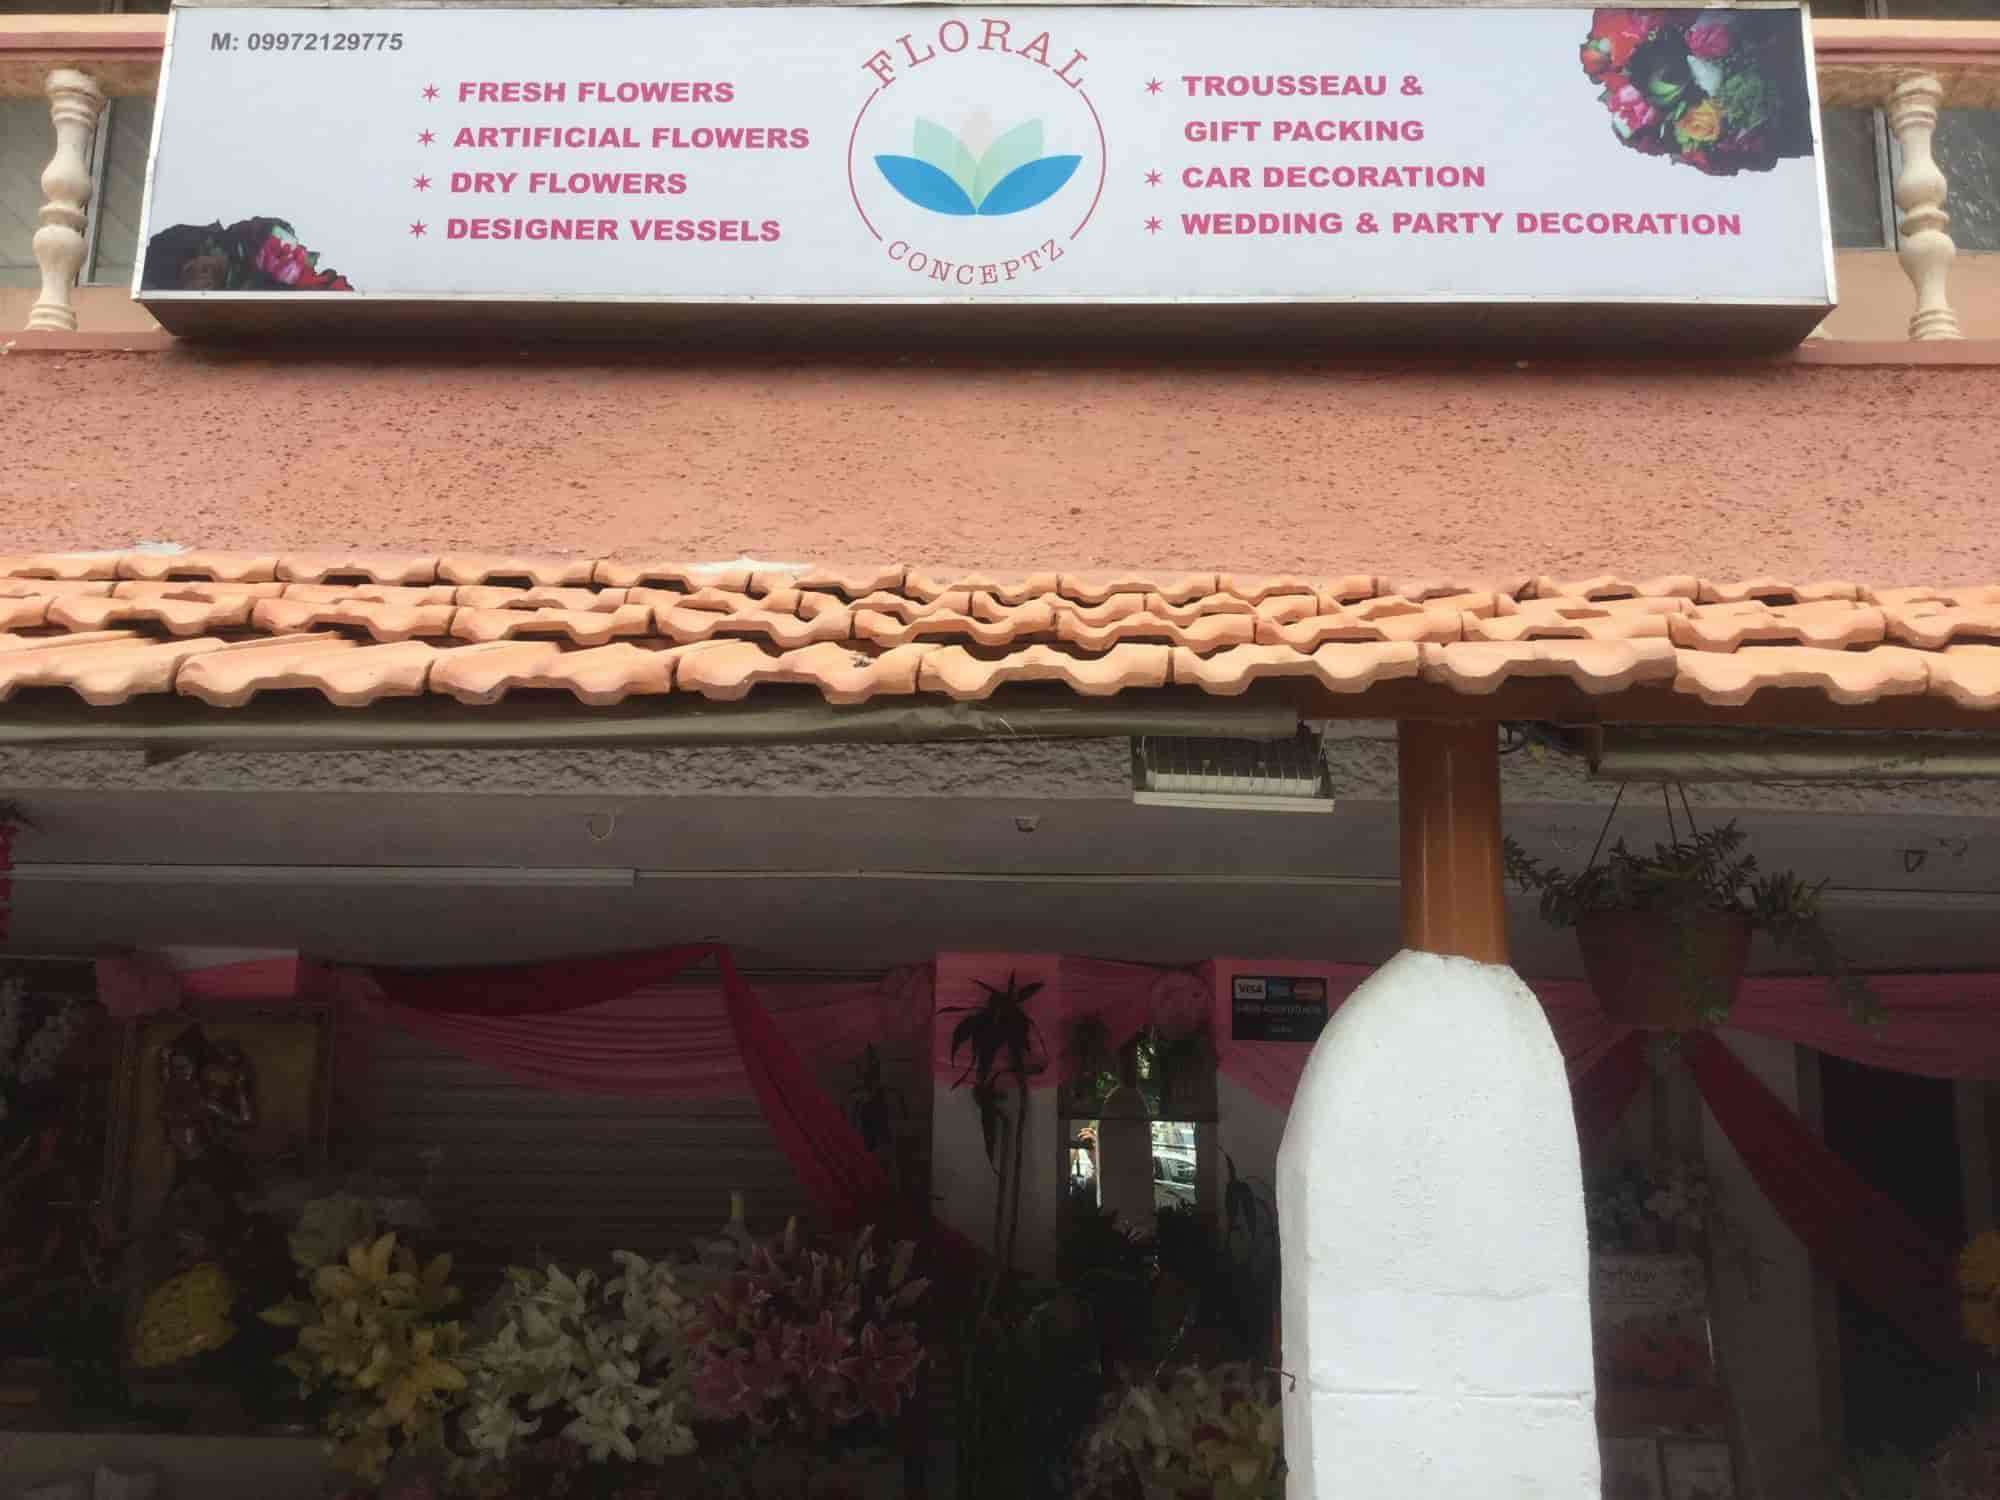 M: 09972129775
✶ FRESH FLOWERS
✶ ARTIFICIAL FLOWERS
✶ DRY FLOWERS
✶ DESIGNER VESSELS
FLORAL
CONCEPTZ
✶ TROUSSEAU &
GIFT PACKING
✶ CAR DECORATION
✶ WEDDING & PARTY DECORATION
VISA